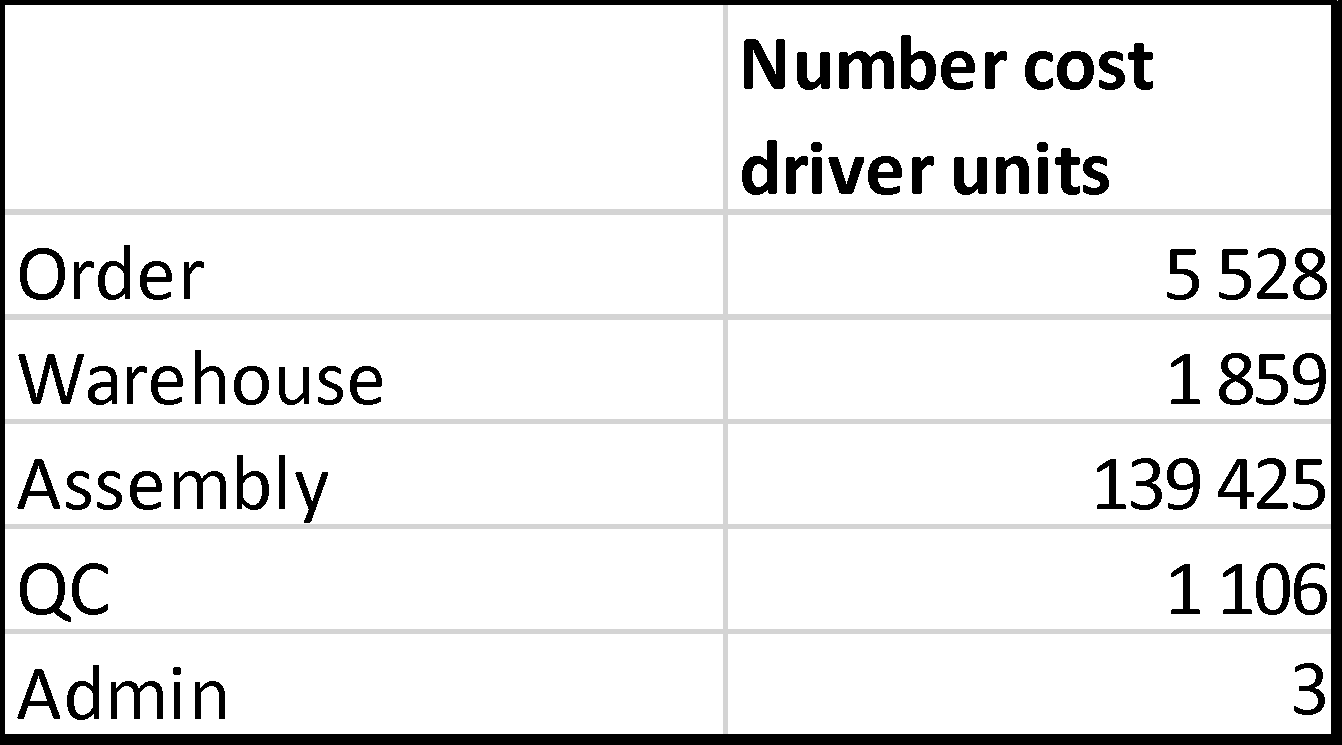 Number cost
driver units
Order 5 528
Warehouse 1 859
Assembly 139 425
QC 1 106
Admin 3